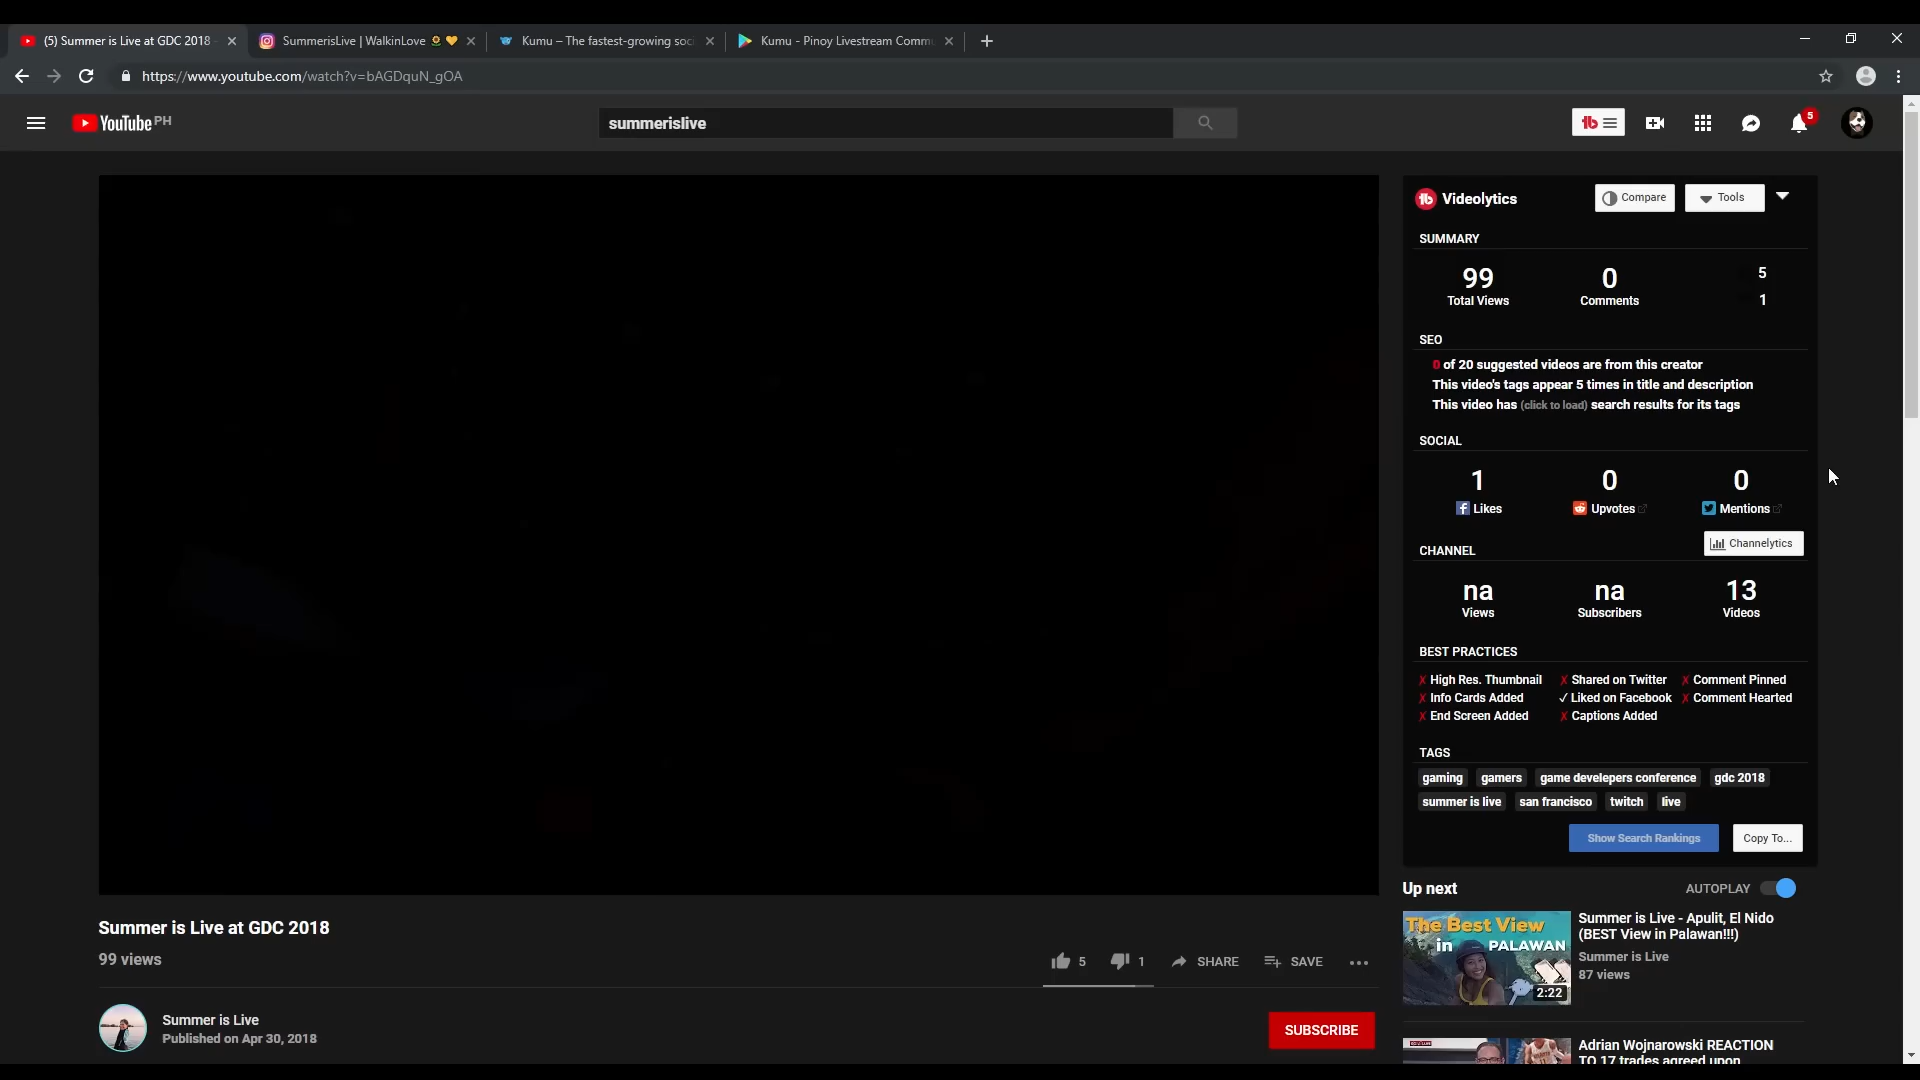 (5) Summer is Live at GDC 2018 -
SummerisLive | WalkinLove 🌻 💛
Kumu – The fastest-growing soc
Kumu - Pinoy Livestream Commu
https://www.youtube.com/watch?v=bAGDquN_gOA
YouTube PH
summerislive
tb
5
tb Videolytics
Compare
Tools
SUMMARY
99
0
5
Total Views
Comments
1
SEO
0 of 20 suggested videos are from this creator
This video's tags appear 5 times in title and description
This video has (click to load) search results for its tags
SOCIAL
1
0
0
Likes
Upvotes
Mentions
CHANNEL
Channelytics
na
na
13
Views
Subscribers
Videos
BEST PRACTICES
✗ High Res. Thumbnail ✗ Shared on Twitter ✗ Comment Pinned
✗ Info Cards Added ✓ Liked on Facebook ✗ Comment Hearted
✗ End Screen Added ✗ Captions Added
TAGS
gaming gamers game develepers conference gdc 2018
summer is live san francisco twitch live
Show Search Rankings
Copy To...
Summer is Live at GDC 2018
99 views
5
1
SHARE
SAVE
Summer is Live
Published on Apr 30, 2018
SUBSCRIBE
Up next
AUTOPLAY
The Best View
in PALAWAN
2:22
Summer is Live - Apulit, El Nido
(BEST View in Palawan!!!)
Summer is Live
87 views
Adrian Wojnarowski REACTION
TO 17 trades agreed upon